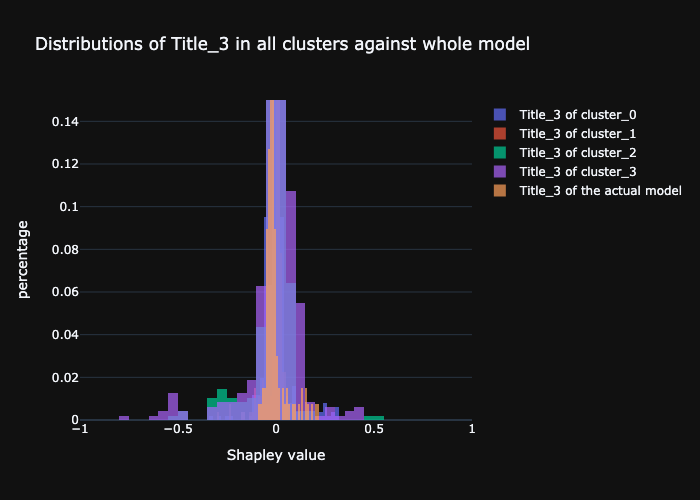 Distributions of Title_3 in all clusters against whole model
0.14
0.12
0.1
0.08
0.06
0.04
0.02
0
percentage
−1
−0.5
0
0.5
1
Shapley value
Title_3 of cluster_0
Title_3 of cluster_1
Title_3 of cluster_2
Title_3 of cluster_3
Title_3 of the actual model